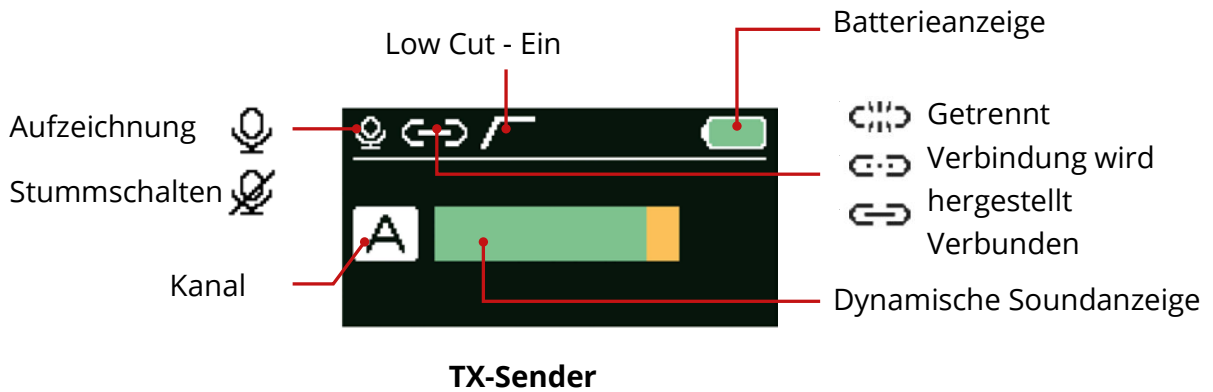 Batterieanzeige
Low Cut - Ein
Aufzeichnung
Stummschalten
Getrennt
Verbindung wird
hergestellt
Verbunden
A
Kanal
Dynamische Soundanzeige
TX-Sender